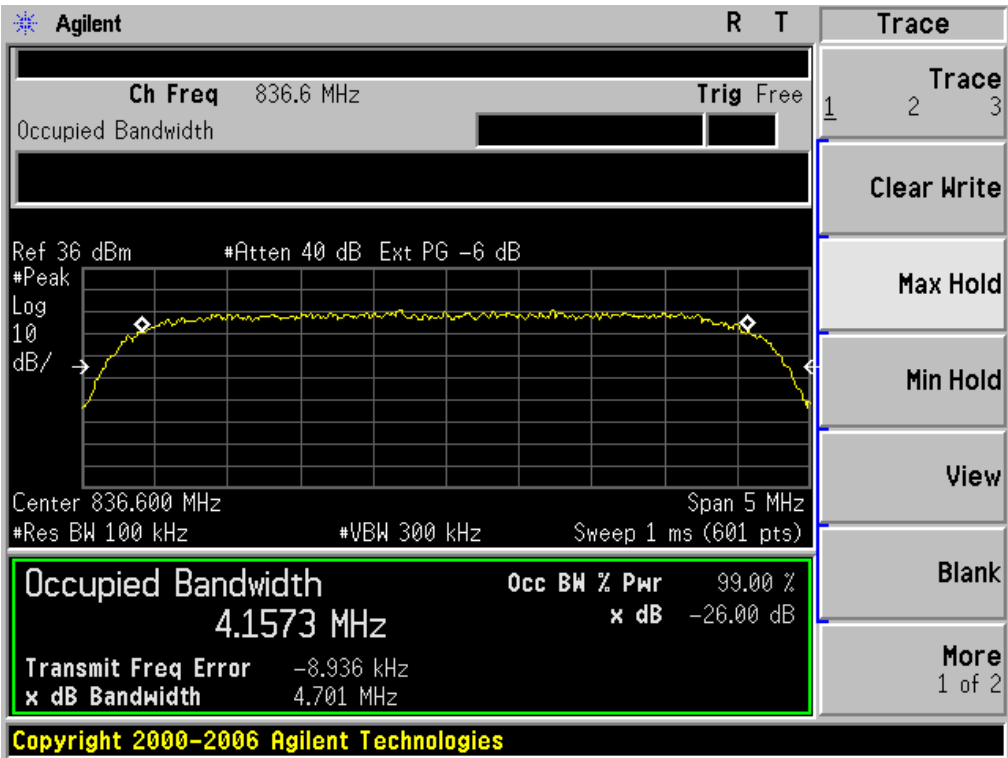 Agilent R T
Ch Freq 836.6 MHz Trig Free
Occupied Bandwidth
Ref 36 dBm #Atten 40 dB Ext PG -6 dB
#Peak
Log
10
dB/
Center 836.600 MHz Span 5 MHz
#Res BW 100 kHz #VBW 300 kHz Sweep 1 ms (601 pts)
Occupied Bandwidth Occ BW % Pwr 99.00 %
4.1573 MHz x dB -26.00 dB
Transmit Freq Error -8.936 kHz
x dB Bandwidth 4.701 MHz
Copyright 2000-2006 Agilent Technologies
Trace
Trace
1 2 3
Clear Write
Max Hold
Min Hold
View
Blank
More
1 of 2